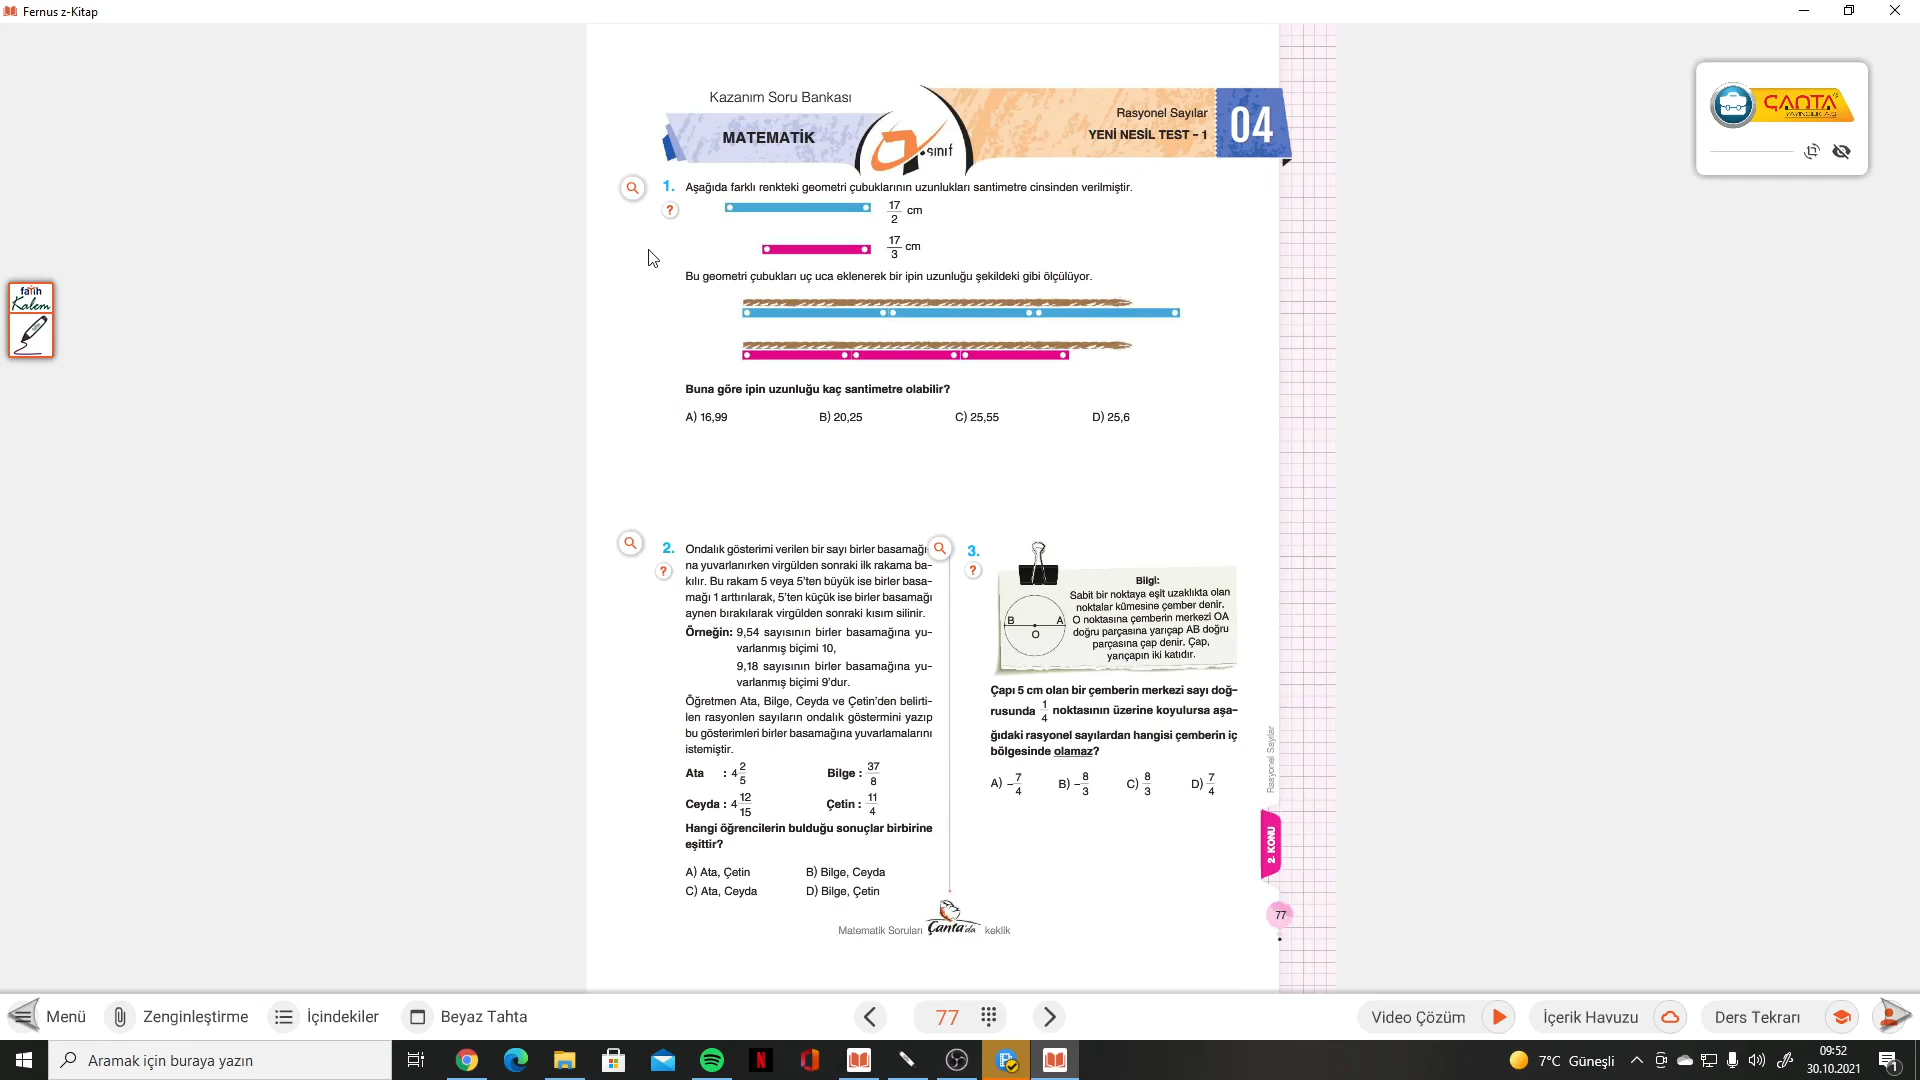 Fernus z-Kitap
Kazanım Soru Bankası
MATEMATİK
7. sınıf
Rasyonel Sayılar
YENİ NESİL TEST - 1
04
ÇANTA
YAYINCILIK A.Ş.
fatih
Kalem
1. Aşağıda farklı renkteki geometri çubuklarının uzunlukları santimetre cinsinden verilmiştir.
17/2 cm
17/3 cm
Bu geometri çubukları uç uca eklenerek bir ipin uzunluğu şekildeki gibi ölçülüyor.
Buna göre ipin uzunluğu kaç santimetre olabilir?
A) 16,99 B) 20,25 C) 25,55 D) 25,6
2. Ondalık gösterimi verilen bir sayı birler basamağı-
na yuvarlanırken virgülden sonraki ilk rakama ba-
kılır. Bu rakam 5 veya 5'ten büyük ise birler basa-
mağı 1 arttırılarak, 5'ten küçük ise birler basamağı
aynen bırakılarak virgülden sonraki kısım silinir.
Örneğin: 9,54 sayısının birler basamağına yu-
varlanmış biçimi 10,
9,18 sayısının birler basamağına yu-
varlanmış biçimi 9'dur.
Öğretmen Ata, Bilge, Ceyda ve Çetin'den belirti-
len rasyonlen sayıların ondalık göstermini yazıp
bu gösterimleri birler basamağına yuvarlamalarını
istemiştir.
Ata : 4 2/5 Bilge : 37/8
Ceyda : 4 12/15 Çetin : 11/4
Hangi öğrencilerin bulduğu sonuçlar birbirine
eşittir?
A) Ata, Çetin B) Bilge, Ceyda
C) Ata, Ceyda D) Bilge, Çetin
3.
Bilgi:
Sabit bir noktaya eşit uzaklıkta olan
noktalar kümesine çember denir.
O noktasına çemberin merkezi OA
doğru parçasına yarıçap AB doğru
parçasına çap denir. Çap,
yarıçapın iki katıdır.
B A
O
Çapı 5 cm olan bir çemberin merkezi sayı doğ-
rusunda 1/4 noktasının üzerine koyulursa aşa-
ğıdaki rasyonel sayılardan hangisi çemberin iç
bölgesinde olamaz?
A) -7/4 B) -8/3 C) 8/3 D) 7/4
Rasyonel Sayılar
2. KONU
77
Matematik Soruları Çanta'da keklik
Menü
Zenginleştirme
İçindekiler
Beyaz Tahta
77
Video Çözüm
İçerik Havuzu
Ders Tekrarı
Aramak için buraya yazın
7°C Güneşli
09:52
30.10.2021
1